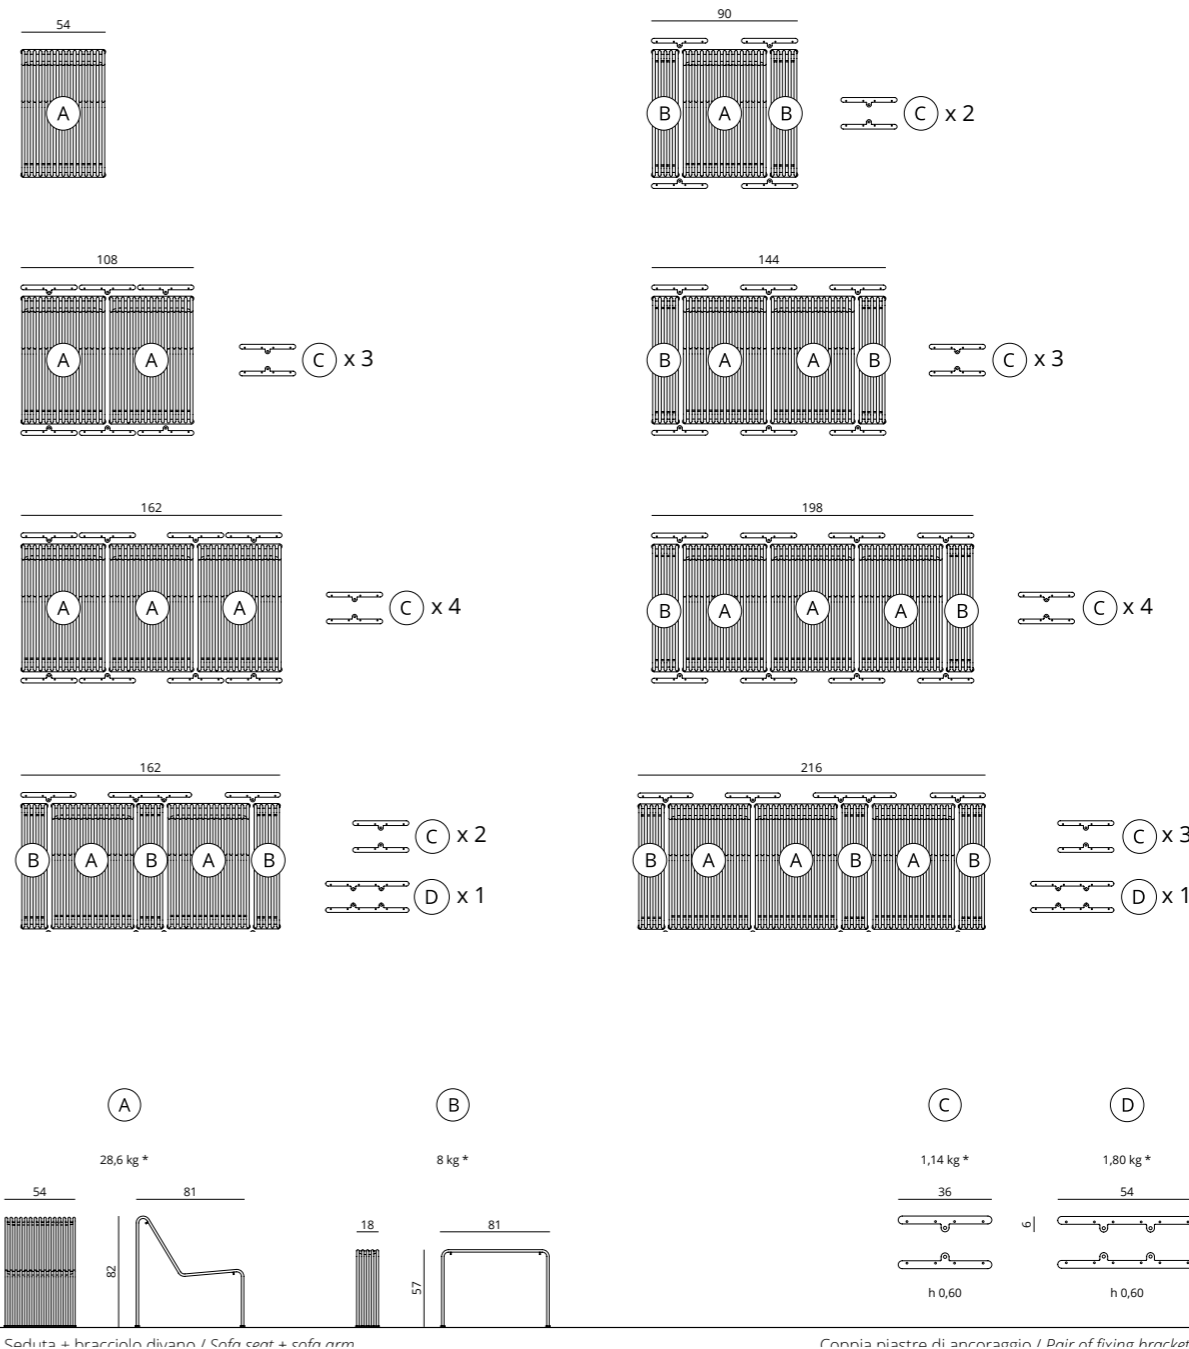 54
A
90
B A B
C x 2
108
A A
C x 3
144
B A A B
C x 3
162
A A A
C x 4
198
B A A A B
C x 4
162
B A B A B
C x 2
D x 1
216
B A A B A B
C x 3
D x 1
A
28,6 kg *
54
81
82
B
8 kg *
18
81
57
C
1,14 kg *
36
h 0,60
D
1,80 kg *
54
6
h 0,60
Seduta + bracciolo divano / Sofa seat + sofa arm
Coppia piastre di ancoraggio / Pair of fixing bracket